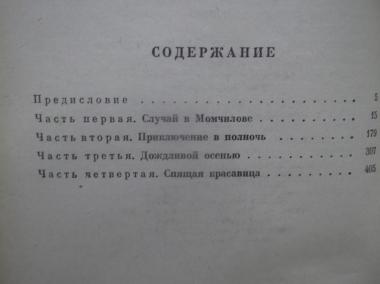 СОДЕРЖАНИЕ
Предисловие . . . . . . . . . . . . . . . . . 5
Часть первая. Случай в Момчилове . . . . . . . . . 15
Часть вторая. Приключение в полночь . . . . . . . 179
Часть третья. Дождливой осенью . . . . . . . . . . 307
Часть четвертая. Спящая красавица . . . . . . . . 405